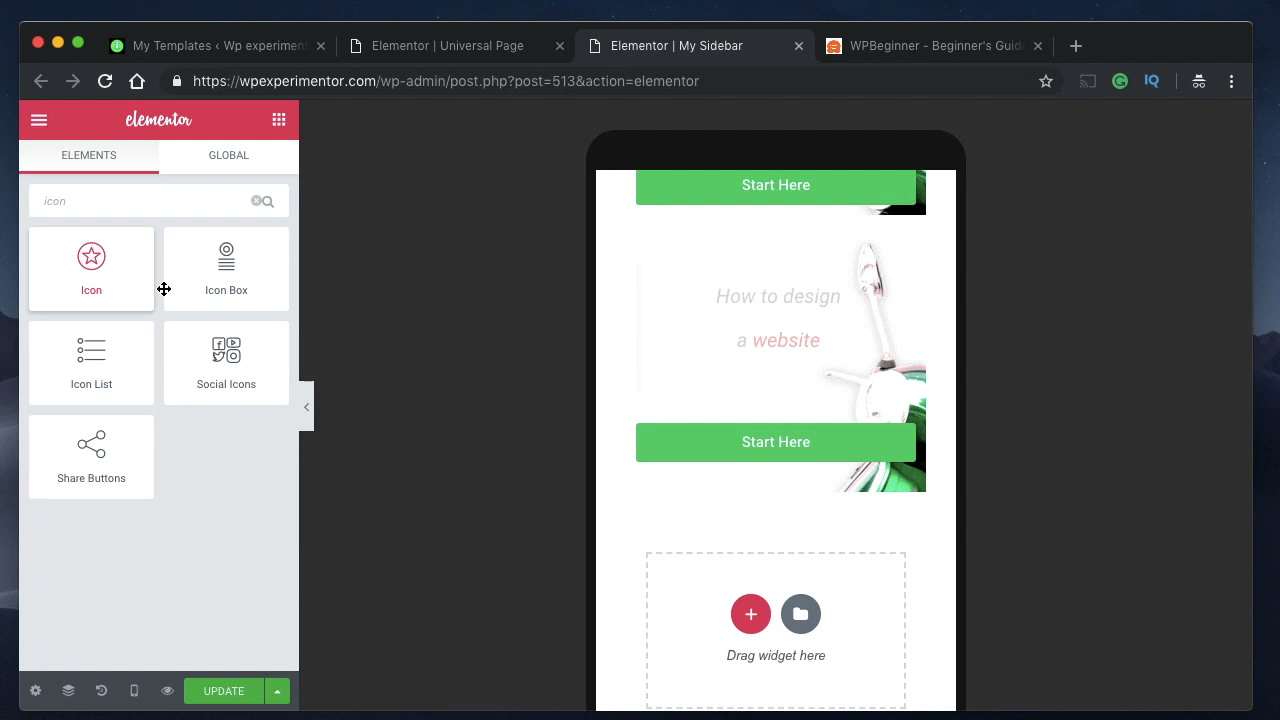 My Templates ‹ Wp experimen
Elementor | Universal Page
Elementor | My Sidebar
WPBeginner - Beginner's Guid
https://wpexperimentor.com/wp-admin/post.php?post=513&action=elementor
IQ
elementor
ELEMENTS
GLOBAL
icon
Icon
Icon Box
Icon List
Social Icons
Share Buttons
UPDATE
Start Here
How to design
a website
Start Here
Drag widget here